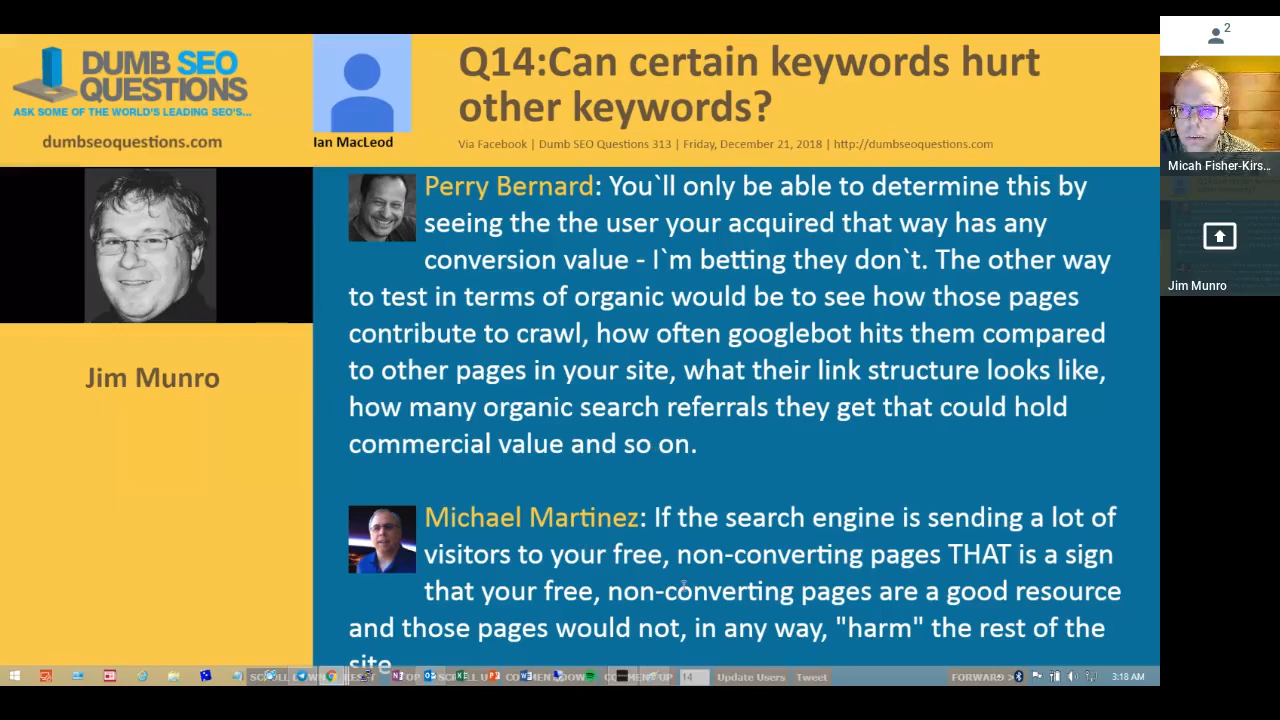 DUMB SEO
QUESTIONS
ASK SOME OF THE WORLD'S LEADING SEO'S...
dumbseoquestions.com
Ian MacLeod
Q14:Can certain keywords hurt
other keywords?
Via Facebook | Dumb SEO Questions 313 | Friday, December 21, 2018 | http://dumbseoquestions.com
2
Micah Fisher-Kirs...
Jim Munro
Jim Munro
Perry Bernard: You`ll only be able to determine this by
seeing the the user your acquired that way has any
conversion value - I`m betting they don`t. The other way
to test in terms of organic would be to see how those pages
contribute to crawl, how often googlebot hits them compared
to other pages in your site, what their link structure looks like,
how many organic search referrals they get that could hold
commercial value and so on.
Michael Martinez: If the search engine is sending a lot of
visitors to your free, non-converting pages THAT is a sign
that your free, non-converting pages are a good resource
and those pages would not, in any way, "harm" the rest of the
site.
14 Update Users Tweet FORWARD > 3:18 AM